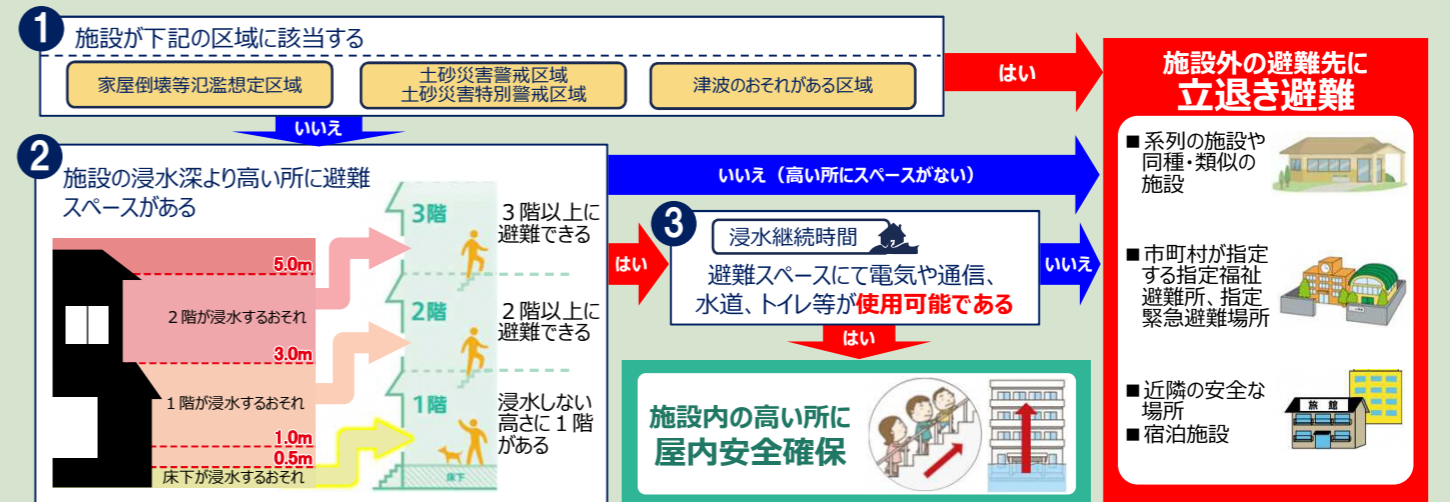 1
施設が下記の区域に該当する
家屋倒壊等氾濫想定区域
土砂災害警戒区域
土砂災害特別警戒区域
津波のおそれがある区域
はい
いいえ
2
施設の浸水深より高い所に避難
スペースがある
5.0m
2階が浸水するおそれ
3.0m
1階が浸水するおそれ
1.0m
0.5m
床下が浸水するおそれ
3階
3階以上に
避難できる
2階
2階以上に
避難できる
1階
浸水しない
高さに1階
がある
床下
いいえ（高い所にスペースがない）
はい
3
浸水継続時間
避難スペースにて電気や通信、
水道、トイレ等が使用可能である
いいえ
はい
施設内の高い所に
屋内安全確保
施設外の避難先に
立退き避難
■系列の施設や
同種・類似の
施設
■市町村が指定
する指定福祉
避難所、指定
緊急避難場所
■近隣の安全な
場所
■宿泊施設
旅館